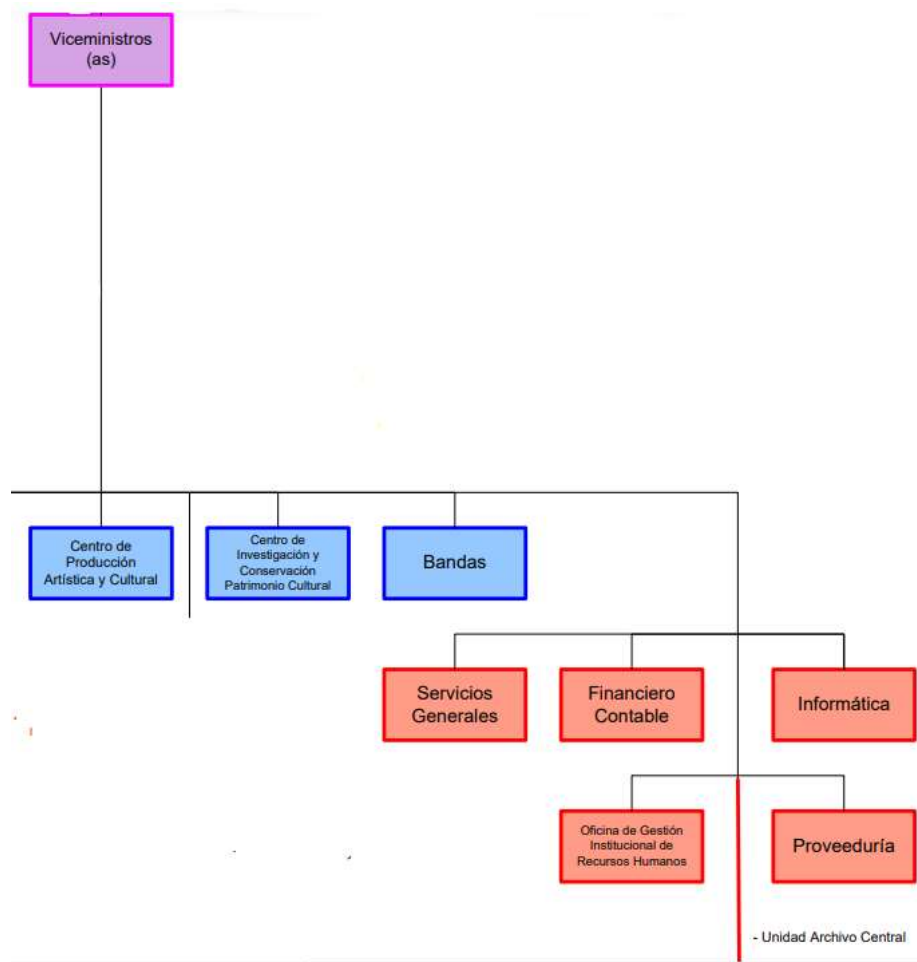 Viceministros
(as)
Centro de
Producción
Artística y Cultural
Centro de
Investigación y
Conservación
Patrimonio Cultural
Bandas
Servicios
Generales
Financiero
Contable
Informática
Oficina de Gestión
Institucional de
Recursos Humanos
Proveeduría
- Unidad Archivo Central